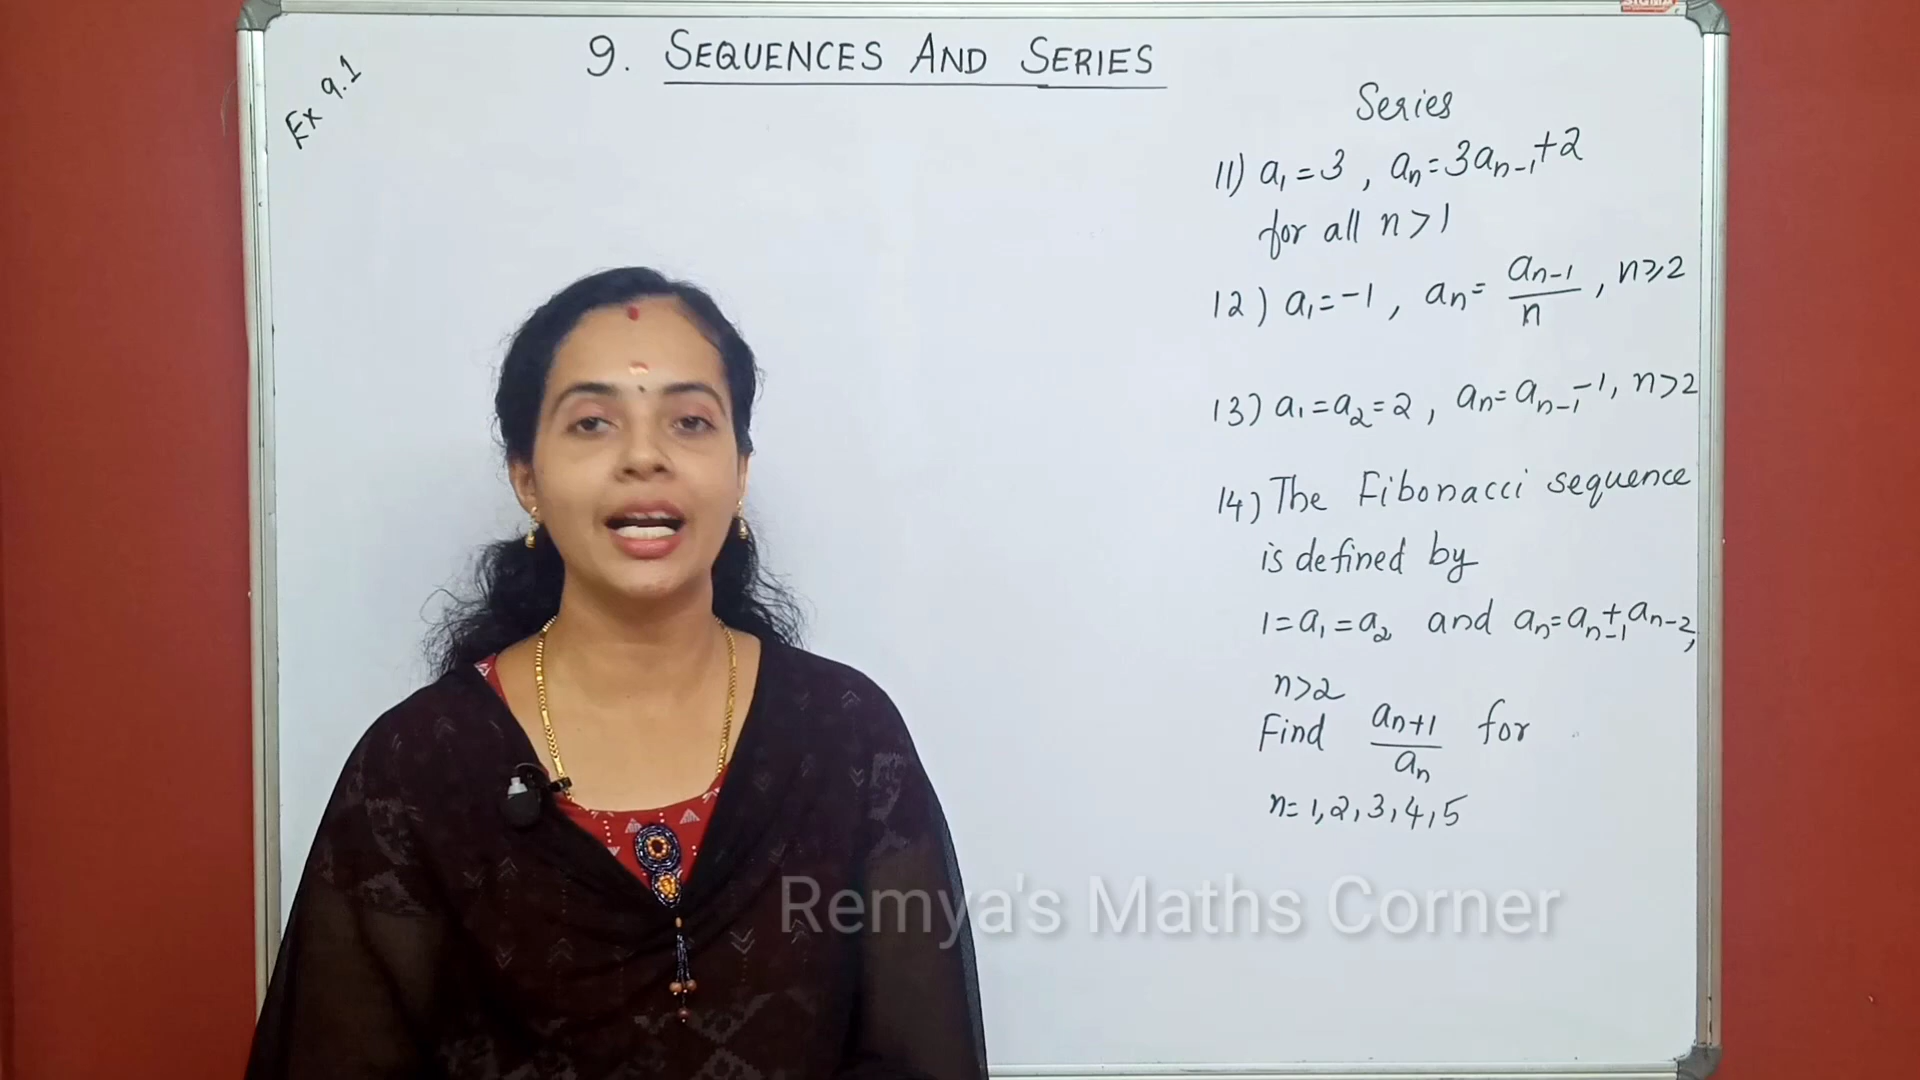 9. SEQUENCES AND SERIES
Ex 9.1
Series
11) a₁ = 3 , aₙ = 3aₙ₋₁ + 2
for all n > 1
12) a₁ = -1 , aₙ = aₙ₋₁/n , n ≥ 2
13) a₁ = a₂ = 2 , aₙ = aₙ₋₁ - 1, n > 2
14) The Fibonacci sequence
is defined by
1 = a₁ = a₂ and aₙ = aₙ₋₁ + aₙ₋₂,
n > 2
Find aₙ₊₁/aₙ for
n = 1, 2, 3, 4, 5
Remya's Maths Corner